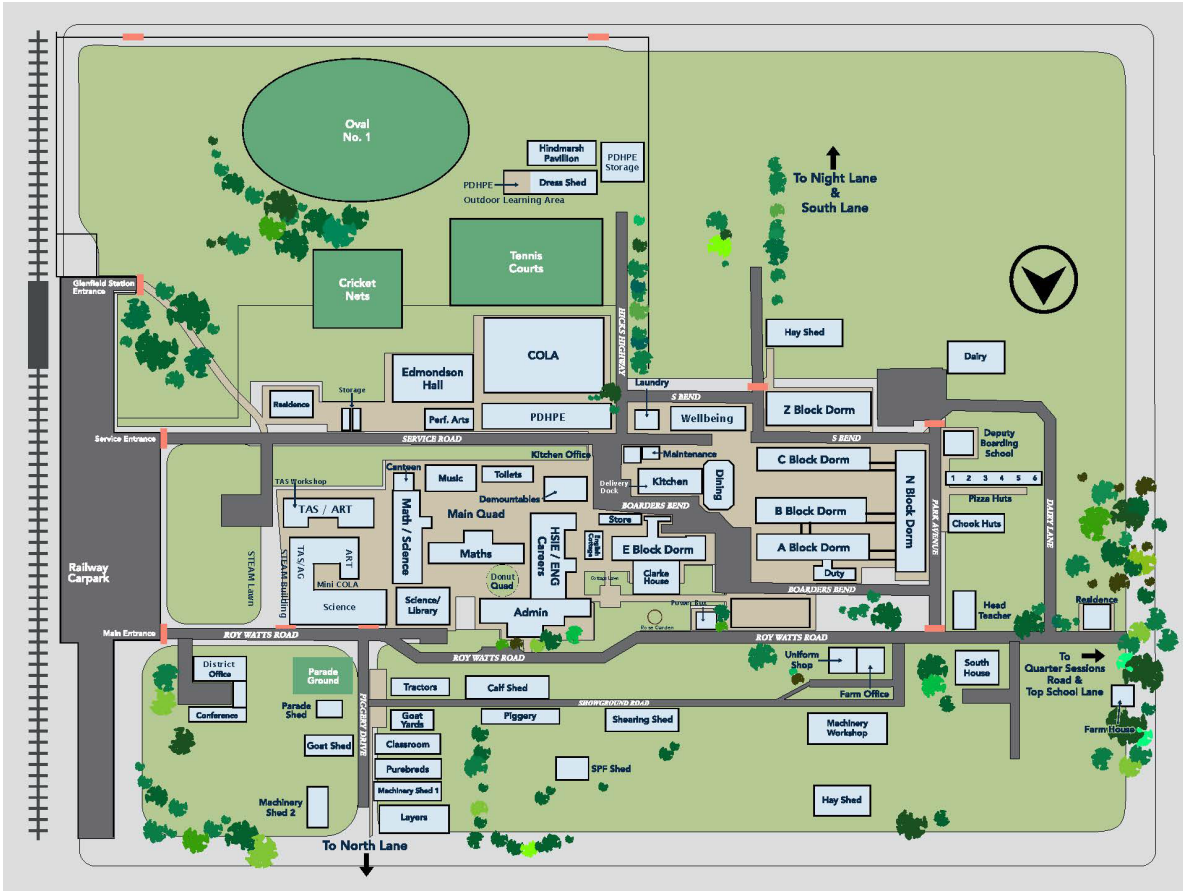 Oval
No. 1
Hindmarsh
Pavilion
PDHPE
Storage
PDHPE
Dress Shed
Outdoor Learning Area
To Night Lane
&
South Lane
Tennis
Courts
Cricket
Nets
Glenfield Station
Entrance
HICKS HIGHWAY
Hay Shed
Dairy
COLA
Edmondson
Hall
Storage
Residence
Perf. Arts
PDHPE
Laundry
S BEND
Wellbeing
Z Block Dorm
Service Entrance
SERVICE ROAD
S BEND
Deputy
Boarding
School
Kitchen Office
Maintenance
C Block Dorm
Canteen
Music
Toilets
TAS Workshop
Demountables
Delivery
Dock
Kitchen
Dining
N Block Dorm
1 2 3 4 5 6
Pizza Huts
TAS / ART
Math / Science
Main Quad
BOARDERS BEND
Store
B Block Dorm
PARK AVENUE
Chook Huts
DAIRY LANE
HSIE / ENG
Careers
English
Cottage
E Block Dorm
A Block Dorm
Maths
Railway
Carpark
STEAM Lawn
STEAM Building
TAS/AG
ART
Mini COLA
Science
Donut
Quad
Cottage Lawn
Clarke
House
Duty
BOARDERS BEND
Science/
Library
Admin
Rose Garden
Head
Teacher
Residence
Main Entrance
ROY WATTS ROAD
ROY WATTS ROAD
ROY WATTS ROAD
To
Quarter Sessions
Road &
Top School Lane
District
Office
Parade
Ground
Uniform
Shop
Farm Office
South
House
Tractors
Calf Shed
SHOWGROUND ROAD
Parade
Shed
Conference
PIGGERY DRIVE
Goat
Yards
Piggery
Shearing Shed
Machinery
Workshop
Farm House
Goat Shed
Classroom
Purebreds
SPF Shed
Machinery Shed 1
Machinery
Shed 2
Layers
Hay Shed
To North Lane